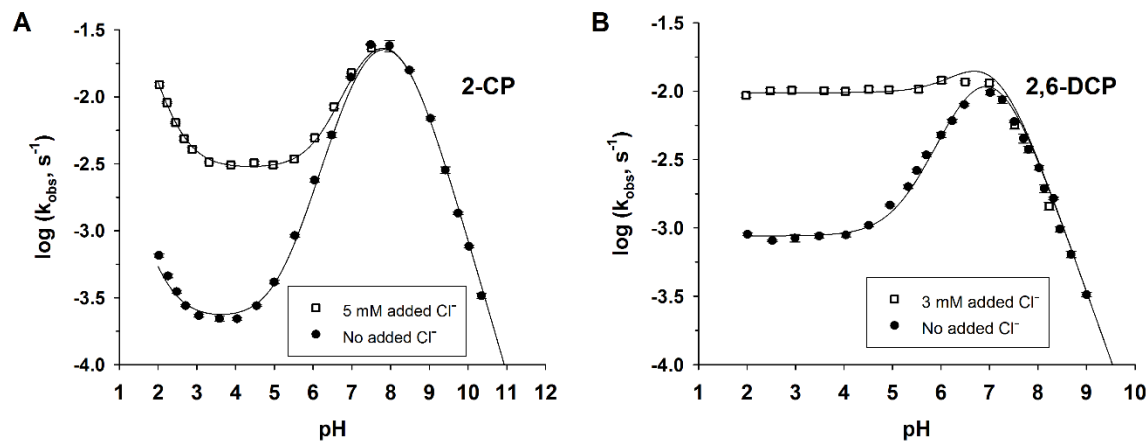 A
2-CP
log (kobs, s-1)
-1.5
-2.0
-2.5
-3.0
-3.5
-4.0
5 mM added Cl-
No added Cl-
1 2 3 4 5 6 7 8 9 10 11 12
pH
B
2,6-DCP
log (kobs, s-1)
-1.5
-2.0
-2.5
-3.0
-3.5
-4.0
3 mM added Cl-
No added Cl-
1 2 3 4 5 6 7 8 9 10
pH